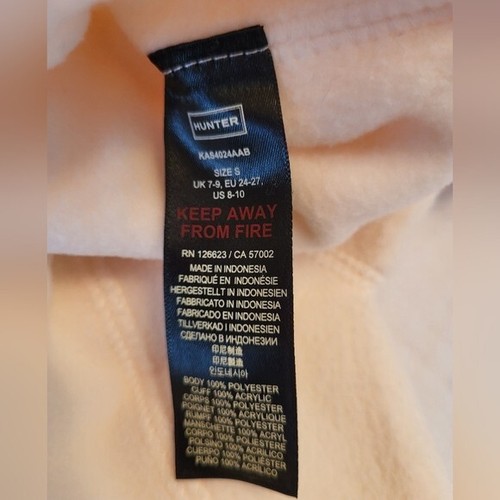 HUNTER
KAS4024AAB
SIZE S
UK 7-9, EU 24-27,
US 8-10
KEEP AWAY
FROM FIRE
RN 126623 / CA 57002
MADE IN INDONESIA
FABRIQUÉ EN INDONÉSIE
HERGESTELLT IN INDONESIEN
FABBRICATO IN INDONESIA
FABRICADO EN INDONESIA
TILLVERKAD I INDONESIEN
СДЕЛАНО В ИНДОНЕЗИИ
印尼制造
印尼製造
인도네시아
BODY 100% POLYESTER
CUFF 100% ACRYLIC
CORPS 100% POLYESTER
POIGNET 100% ACRYLIQUE
RUMPF 100% POLYESTER
MANSCHETTE 100% ACRYL
CORPO 100% POLIESTERE
POLSINO 100% ACRILICO
CUERPO 100% POLIÉSTER
PUÑO 100% ACRÍLICO